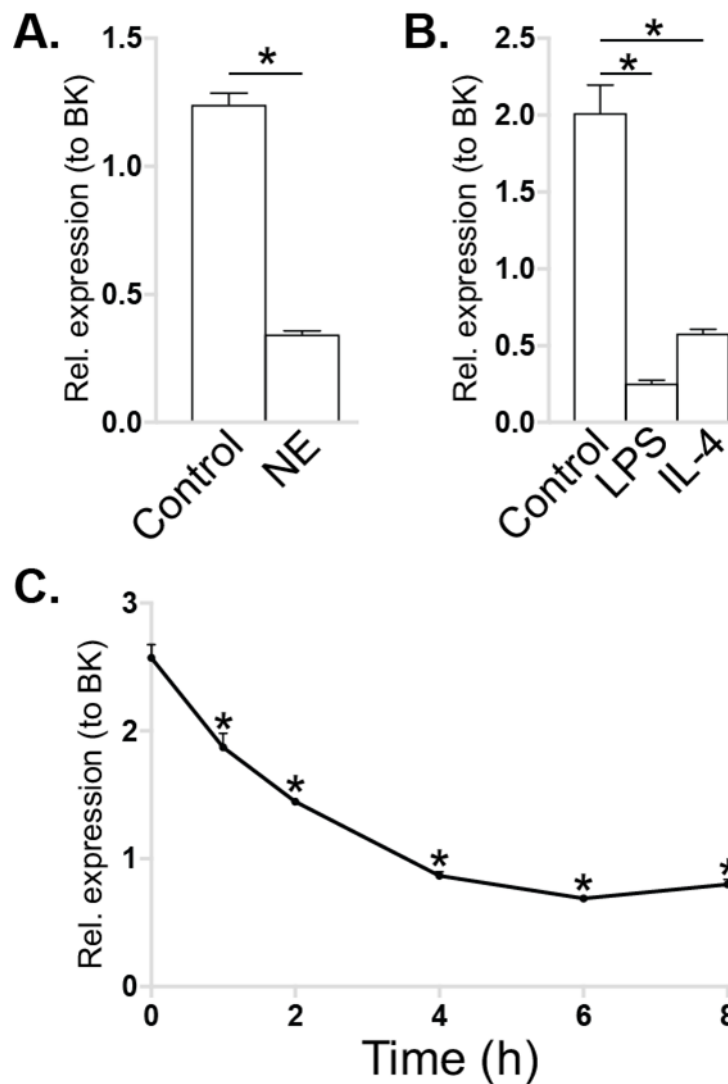 A.
B.
Rel. expression (to BK)
1.5
1.0
0.5
0.0
*
Control
NE
Rel. expression (to BK)
2.5
2.0
1.5
1.0
0.5
0.0
*
*
Control
LPS
IL-4
C.
Rel. expression (to BK)
3
2
1
0
*
*
*
*
*
0
2
4
6
8
Time (h)